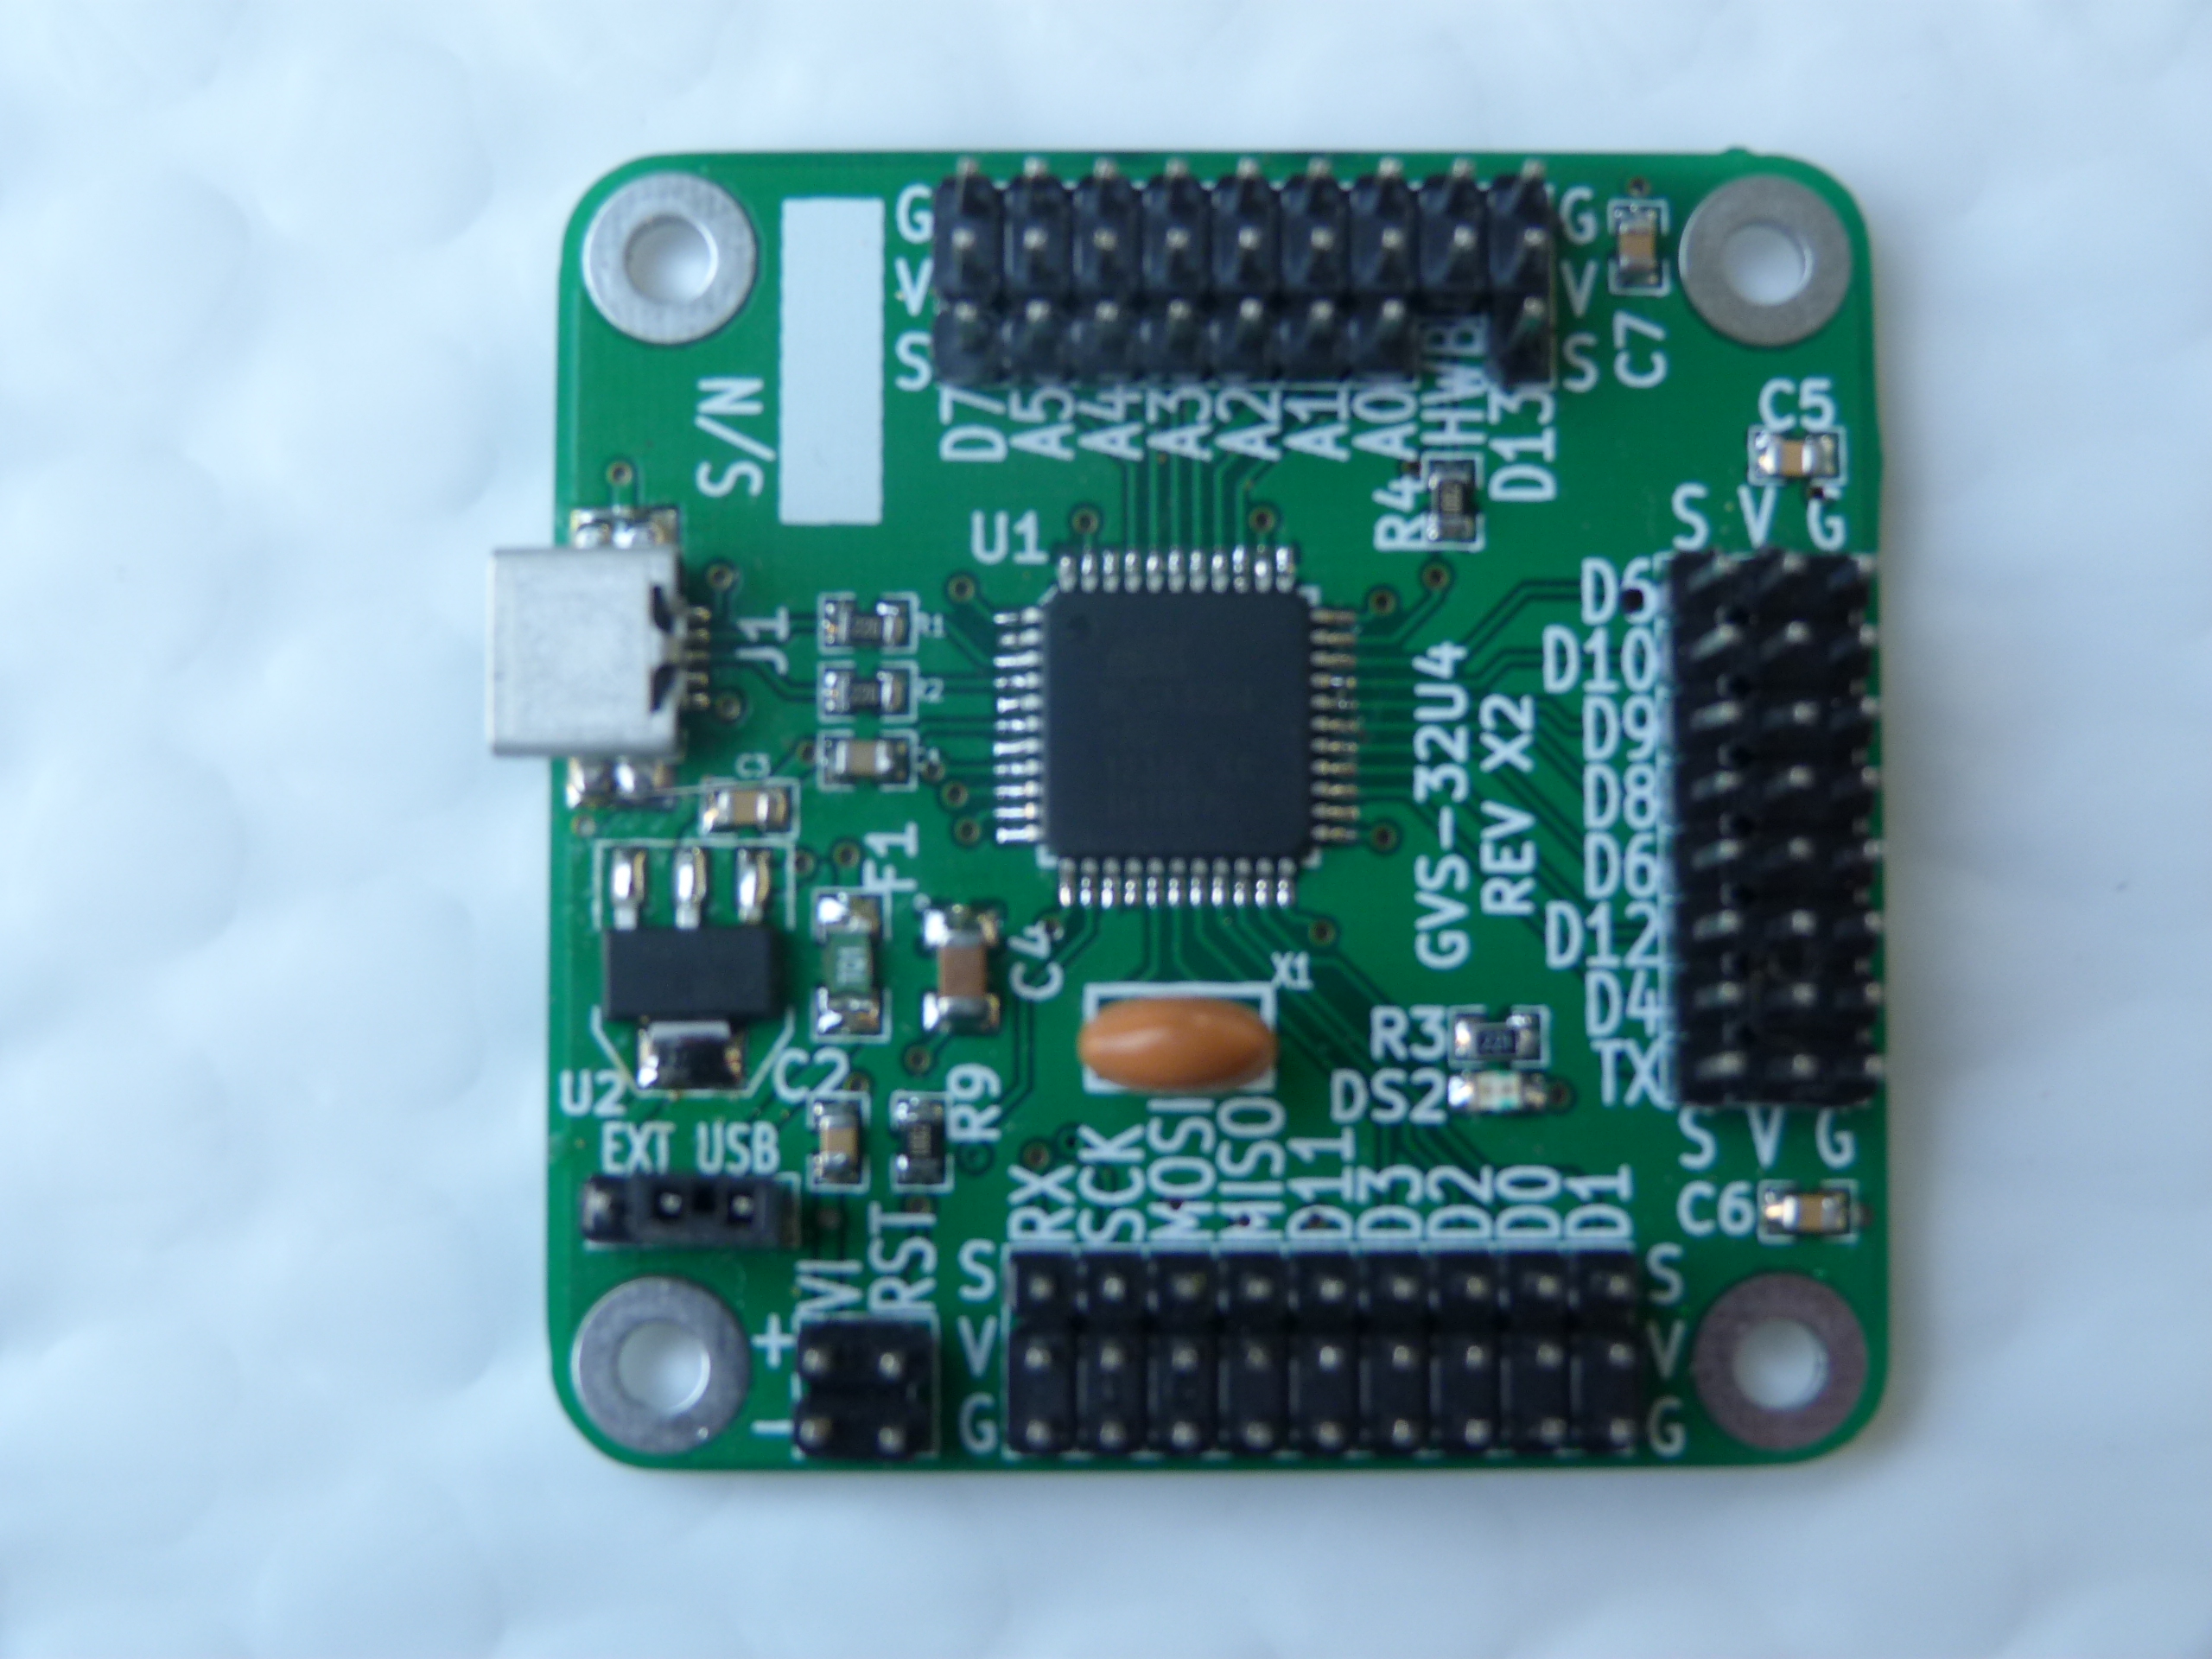 G
V
S
G
V
S
C7
S/N
D7
A5
A4
A3
A2
A1
A0
HWB
D13
R4
C5
S V G
U1
J1
R1
R2
D5
D10
D9
D8
D6
D12
D4
TX
GVS-32U4
REV X2
F1
C4
X1
R3
DS2
U2
C2
R9
EXT USB
S V G
C6
RX
SCK
MOSI
MISO
D11
D3
D2
D0
D1
VI
RST
+
-
S
V
G
S
V
G